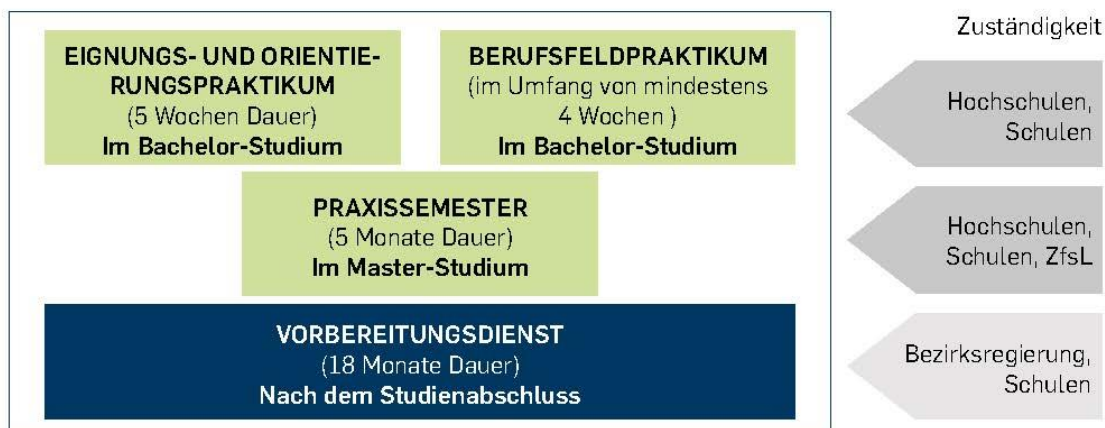 Zuständigkeit
EIGNUNGS- UND ORIENTIE-
RUNGSPRAKTIKUM
(5 Wochen Dauer)
Im Bachelor-Studium
BERUFSFELDPRAKTIKUM
(im Umfang von mindestens
4 Wochen )
Im Bachelor-Studium
Hochschulen,
Schulen
PRAXISSEMESTER
(5 Monate Dauer)
Im Master-Studium
Hochschulen,
Schulen, ZfsL
VORBEREITUNGSDIENST
(18 Monate Dauer)
Nach dem Studienabschluss
Bezirksregierung,
Schulen